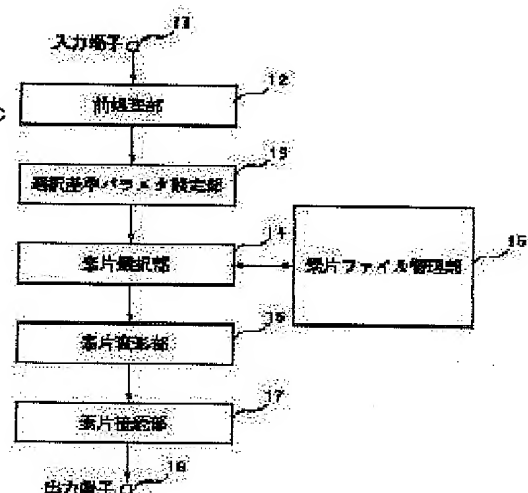 入力端子 11
前処理部 12
選択基準パラメタ設定部 13
素片選択部 14
素片ファイル管理部 15
素片変形部 16
素片接続部 17
出力端子 18